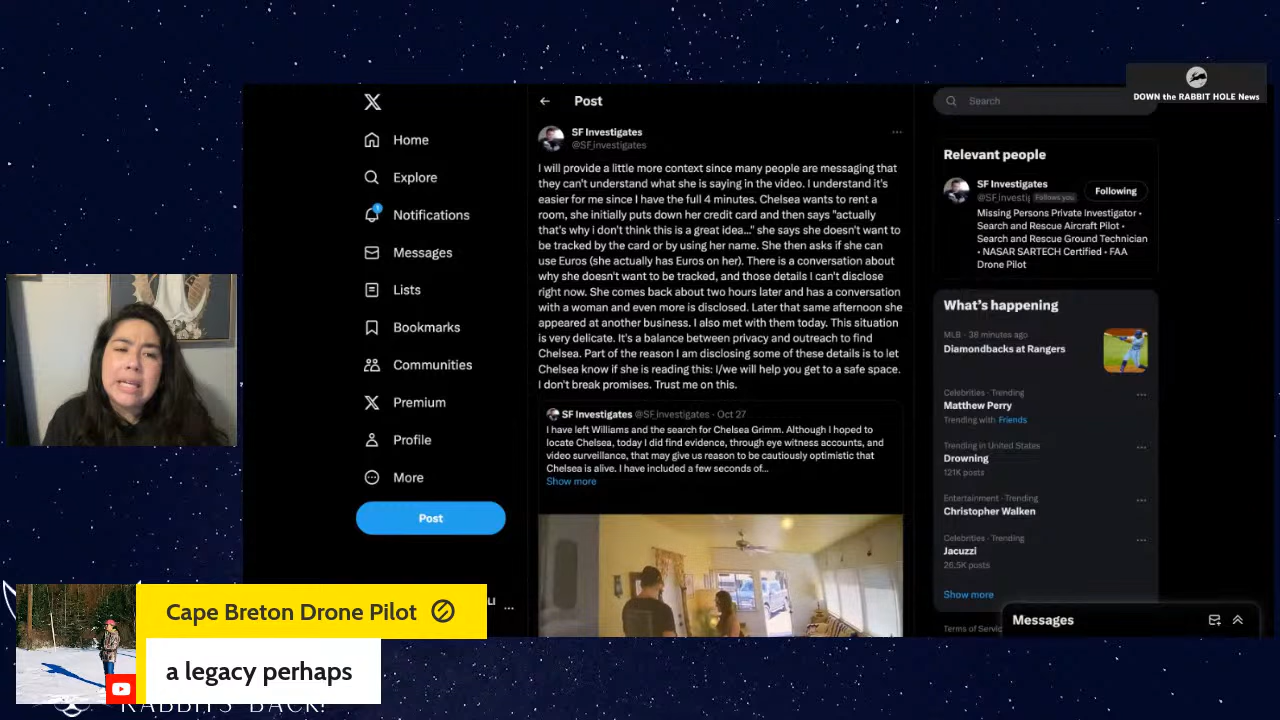 DOWN the RABBIT HOLE News
X
Home
Explore
Notifications
Messages
Lists
Bookmarks
Communities
Premium
Profile
More
Post
Post
SF Investigates
@SF_investigates
I will provide a little more context since many people are messaging that
they can't understand what she is saying in the video. I understand it's
easier for me since I have the full 4 minutes. Chelsea wants to rent a
room, she initially puts down her credit card and then says "actually
that's why i don't think this is a great idea..." she says she doesn't want to
be tracked by the card or by using her name. She then asks if she can
use Euros (she actually has Euros on her). There is a conversation about
why she doesn't want to be tracked, and those details I can't disclose
right now. She comes back about two hours later and has a conversation
with a woman and even more is disclosed. Later that same afternoon she
appeared at another business. I also met with them today. This situation
is very delicate. It's a balance between privacy and outreach to find
Chelsea. Part of the reason I am disclosing some of these details is to let
Chelsea know if she is reading this: I/we will help you get to a safe space.
I don't break promises. Trust me on this.
SF Investigates @SF_investigates · Oct 27
I have left Williams and the search for Chelsea Grimm. Although I hoped to
locate Chelsea, today I did find evidence, through eye witness accounts, and
video surveillance, that may give us reason to be cautiously optimistic that
Chelsea is alive. I have included a few seconds of...
Show more
Search
Relevant people
SF Investigates
@SF_investig Follows you
Following
Missing Persons Private Investigator •
Search and Rescue Aircraft Pilot •
Search and Rescue Ground Technician
• NASAR SARTECH Certified • FAA
Drone Pilot
What's happening
MLB · 38 minutes ago
Diamondbacks at Rangers
Celebrities · Trending
Matthew Perry
Trending with Friends
Trending in United States
Drowning
121K posts
Entertainment · Trending
Christopher Walken
Celebrities · Trending
Jacuzzi
26.5K posts
Show more
Messages
Cape Breton Drone Pilot
a legacy perhaps
RABBITS BACK!